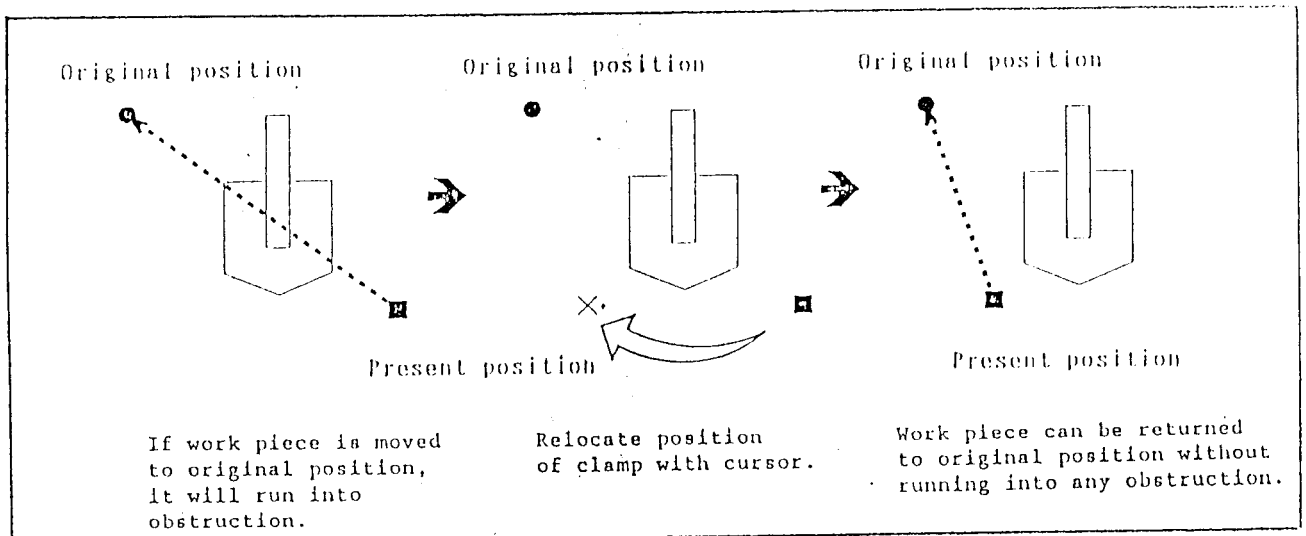 Original position
Original position
Original position
Present position
Present position
If work piece is moved
to original position,
it will run into
obstruction.
Relocate position
of clamp with cursor.
Work piece can be returned
to original position without
running into any obstruction.